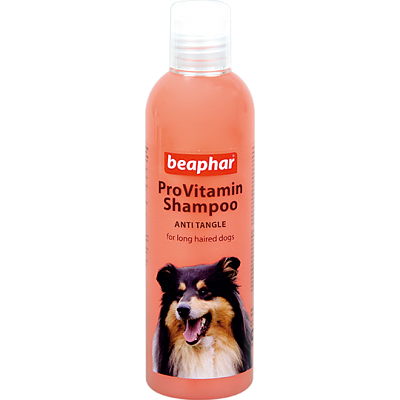 beaphar
ProVitamin
Shampoo
ANTI TANGLE
for long haired dogs